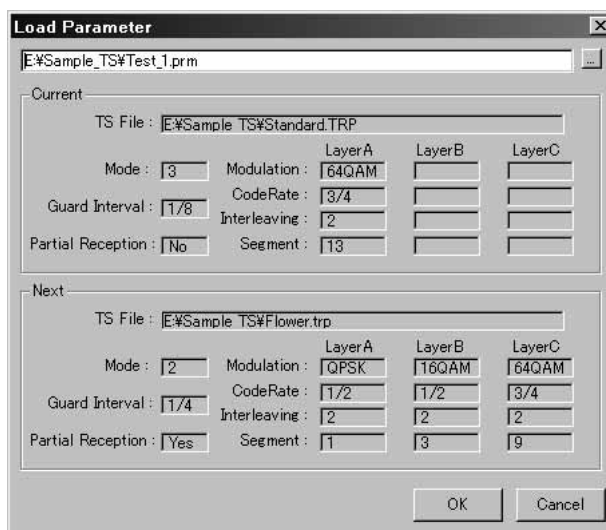 Load Parameter
E:¥Sample_TS¥Test_1.prm
...
Current
TS File : E:¥Sample TS¥Standard.TRP
LayerA LayerB LayerC
Mode : 3 Modulation : 64QAM
CodeRate : 3/4
Guard Interval : 1/8
Interleaving : 2
Partial Reception : No Segment : 13
Next
TS File : E:¥Sample TS¥Flower.trp
LayerA LayerB LayerC
Mode : 2 Modulation : QPSK 16QAM 64QAM
CodeRate : 1/2 1/2 3/4
Guard Interval : 1/4
Interleaving : 2 2 2
Partial Reception : Yes Segment : 1 3 9
OK Cancel